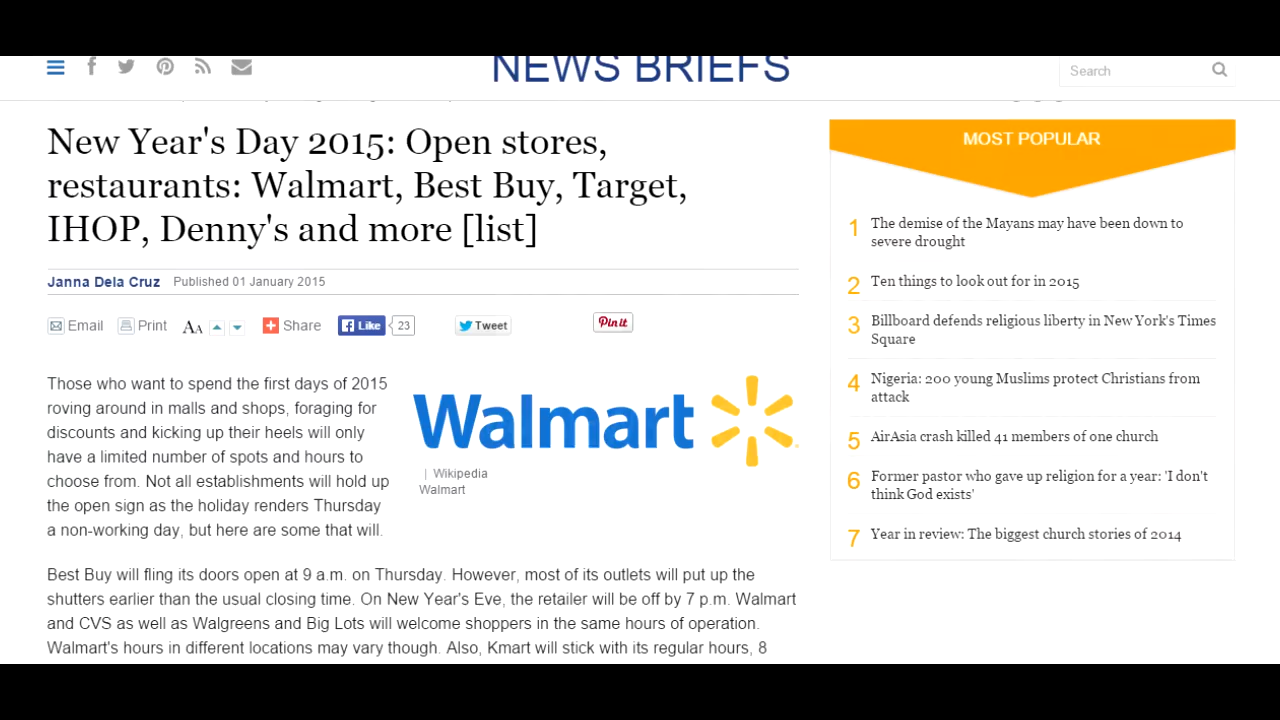 NEWS BRIEFS
Search
New Year's Day 2015: Open stores,
restaurants: Walmart, Best Buy, Target,
IHOP, Denny's and more [list]
Janna Dela Cruz Published 01 January 2015
Email Print AA Share Like 23 Tweet Pin it
Those who want to spend the first days of 2015
roving around in malls and shops, foraging for
discounts and kicking up their heels will only
have a limited number of spots and hours to
choose from. Not all establishments will hold up
the open sign as the holiday renders Thursday
a non-working day, but here are some that will.
Walmart
| Wikipedia
Walmart
Best Buy will fling its doors open at 9 a.m. on Thursday. However, most of its outlets will put up the
shutters earlier than the usual closing time. On New Year's Eve, the retailer will be off by 7 p.m. Walmart
and CVS as well as Walgreens and Big Lots will welcome shoppers in the same hours of operation.
Walmart's hours in different locations may vary though. Also, Kmart will stick with its regular hours, 8
MOST POPULAR
1 The demise of the Mayans may have been down to
severe drought
2 Ten things to look out for in 2015
3 Billboard defends religious liberty in New York's Times
Square
4 Nigeria: 200 young Muslims protect Christians from
attack
5 AirAsia crash killed 41 members of one church
6 Former pastor who gave up religion for a year: 'I don't
think God exists'
7 Year in review: The biggest church stories of 2014